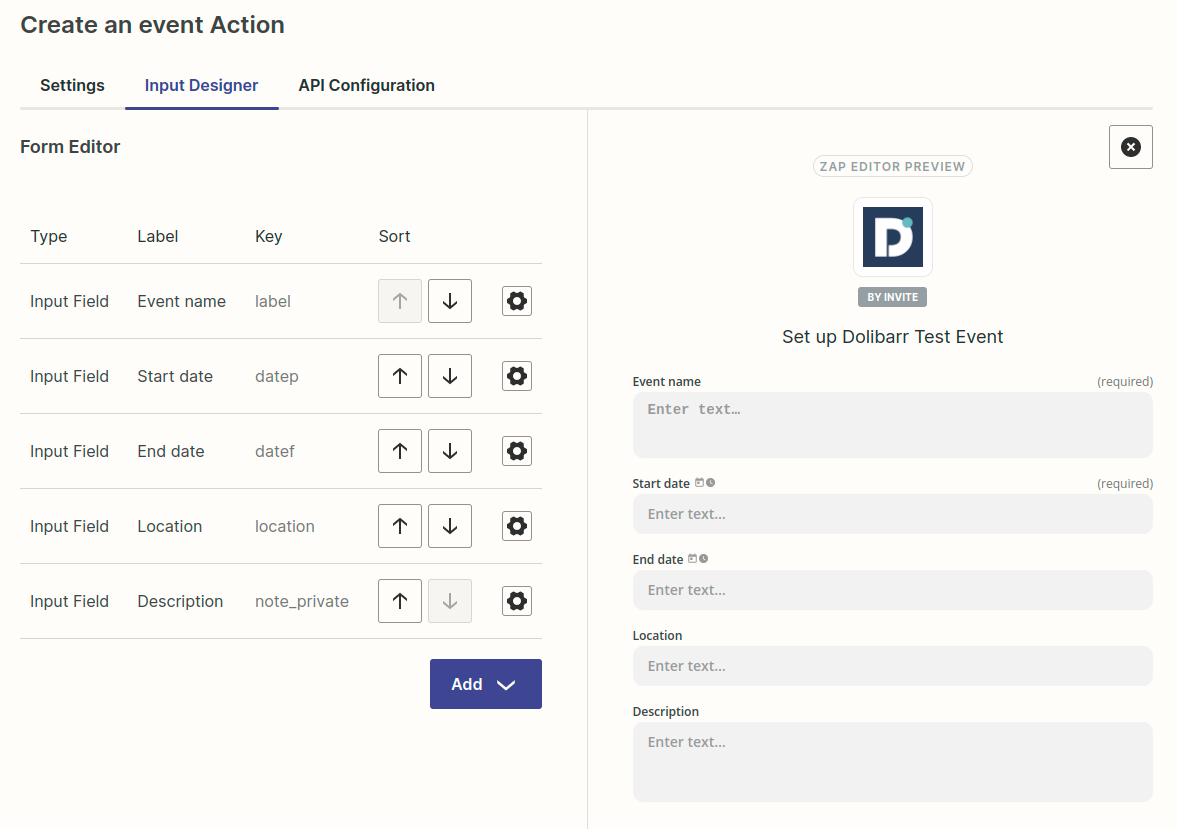 Create an event Action
Settings Input Designer API Configuration
Form Editor
Type Label Key Sort
Input Field Event name label
Input Field Start date datep
Input Field End date datef
Input Field Location location
Input Field Description note_private
Add
ZAP EDITOR PREVIEW
D
BY INVITE
Set up Dolibarr Test Event
Event name (required)
Enter text...
Start date (required)
Enter text...
End date
Enter text...
Location
Enter text...
Description
Enter text...